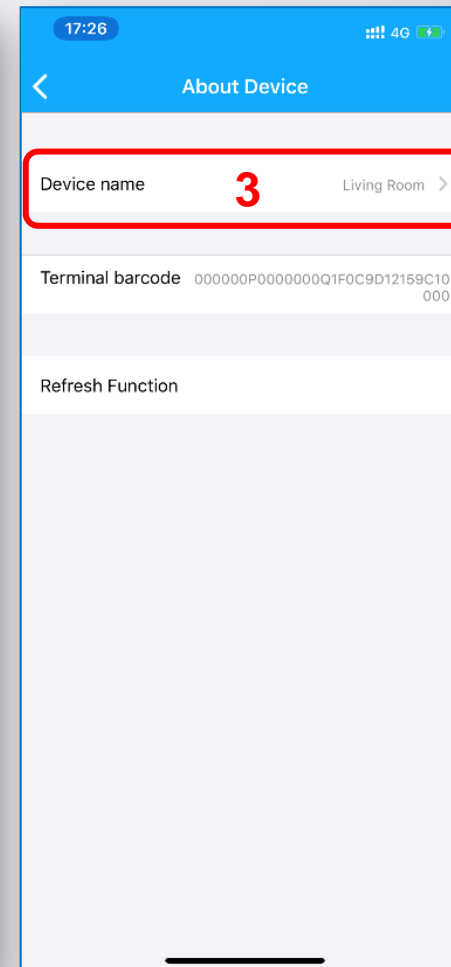 17:26 4G
About Device
Device name 3 Living Room
Terminal barcode 000000P0000000Q1F0C9D12159C10
000
Refresh Function